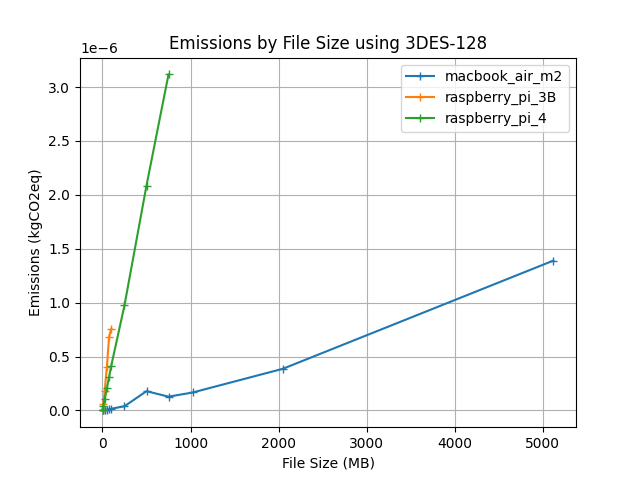 Emissions by File Size using 3DES-128
1e−6
macbook_air_m2
raspberry_pi_3B
raspberry_pi_4
3.0
2.5
2.0
1.5
1.0
0.5
0.0
Emissions (kgCO2eq)
0 1000 2000 3000 4000 5000
File Size (MB)